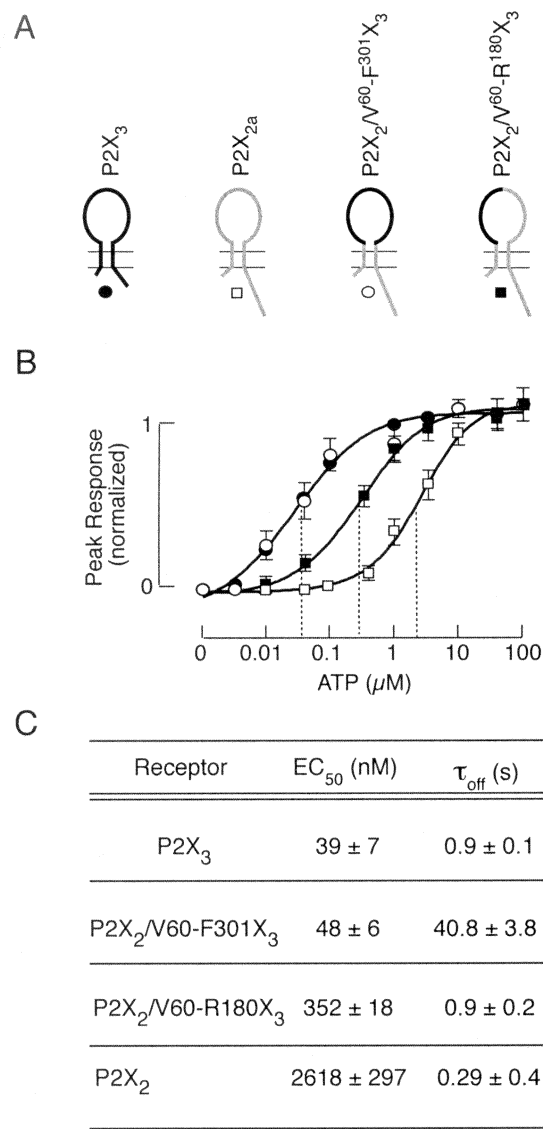 A
P2X3
P2X2a
P2X2/V60-F301X3
P2X2/V60-R180X3
B
Peak Response
(normalized)
1
0
0 0.01 0.1 1 10 100
ATP (µM)
C
Receptor EC50 (nM) τoff (s)
P2X3 39 ± 7 0.9 ± 0.1
P2X2/V60-F301X3 48 ± 6 40.8 ± 3.8
P2X2/V60-R180X3 352 ± 18 0.9 ± 0.2
P2X2 2618 ± 297 0.29 ± 0.4